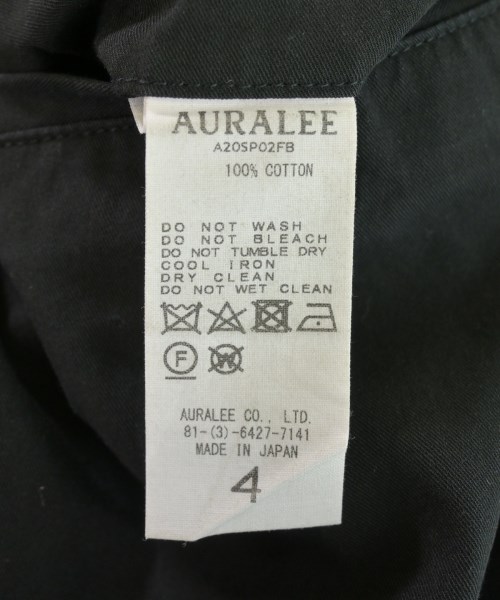 AURALEE
A20SP02FB
100% COTTON
DO NOT WASH
DO NOT BLEACH
DO NOT TUMBLE DRY
COOL IRON
DRY CLEAN
DO NOT WET CLEAN
F W
AURALEE CO., LTD.
81-(3)-6427-7141
MADE IN JAPAN
4